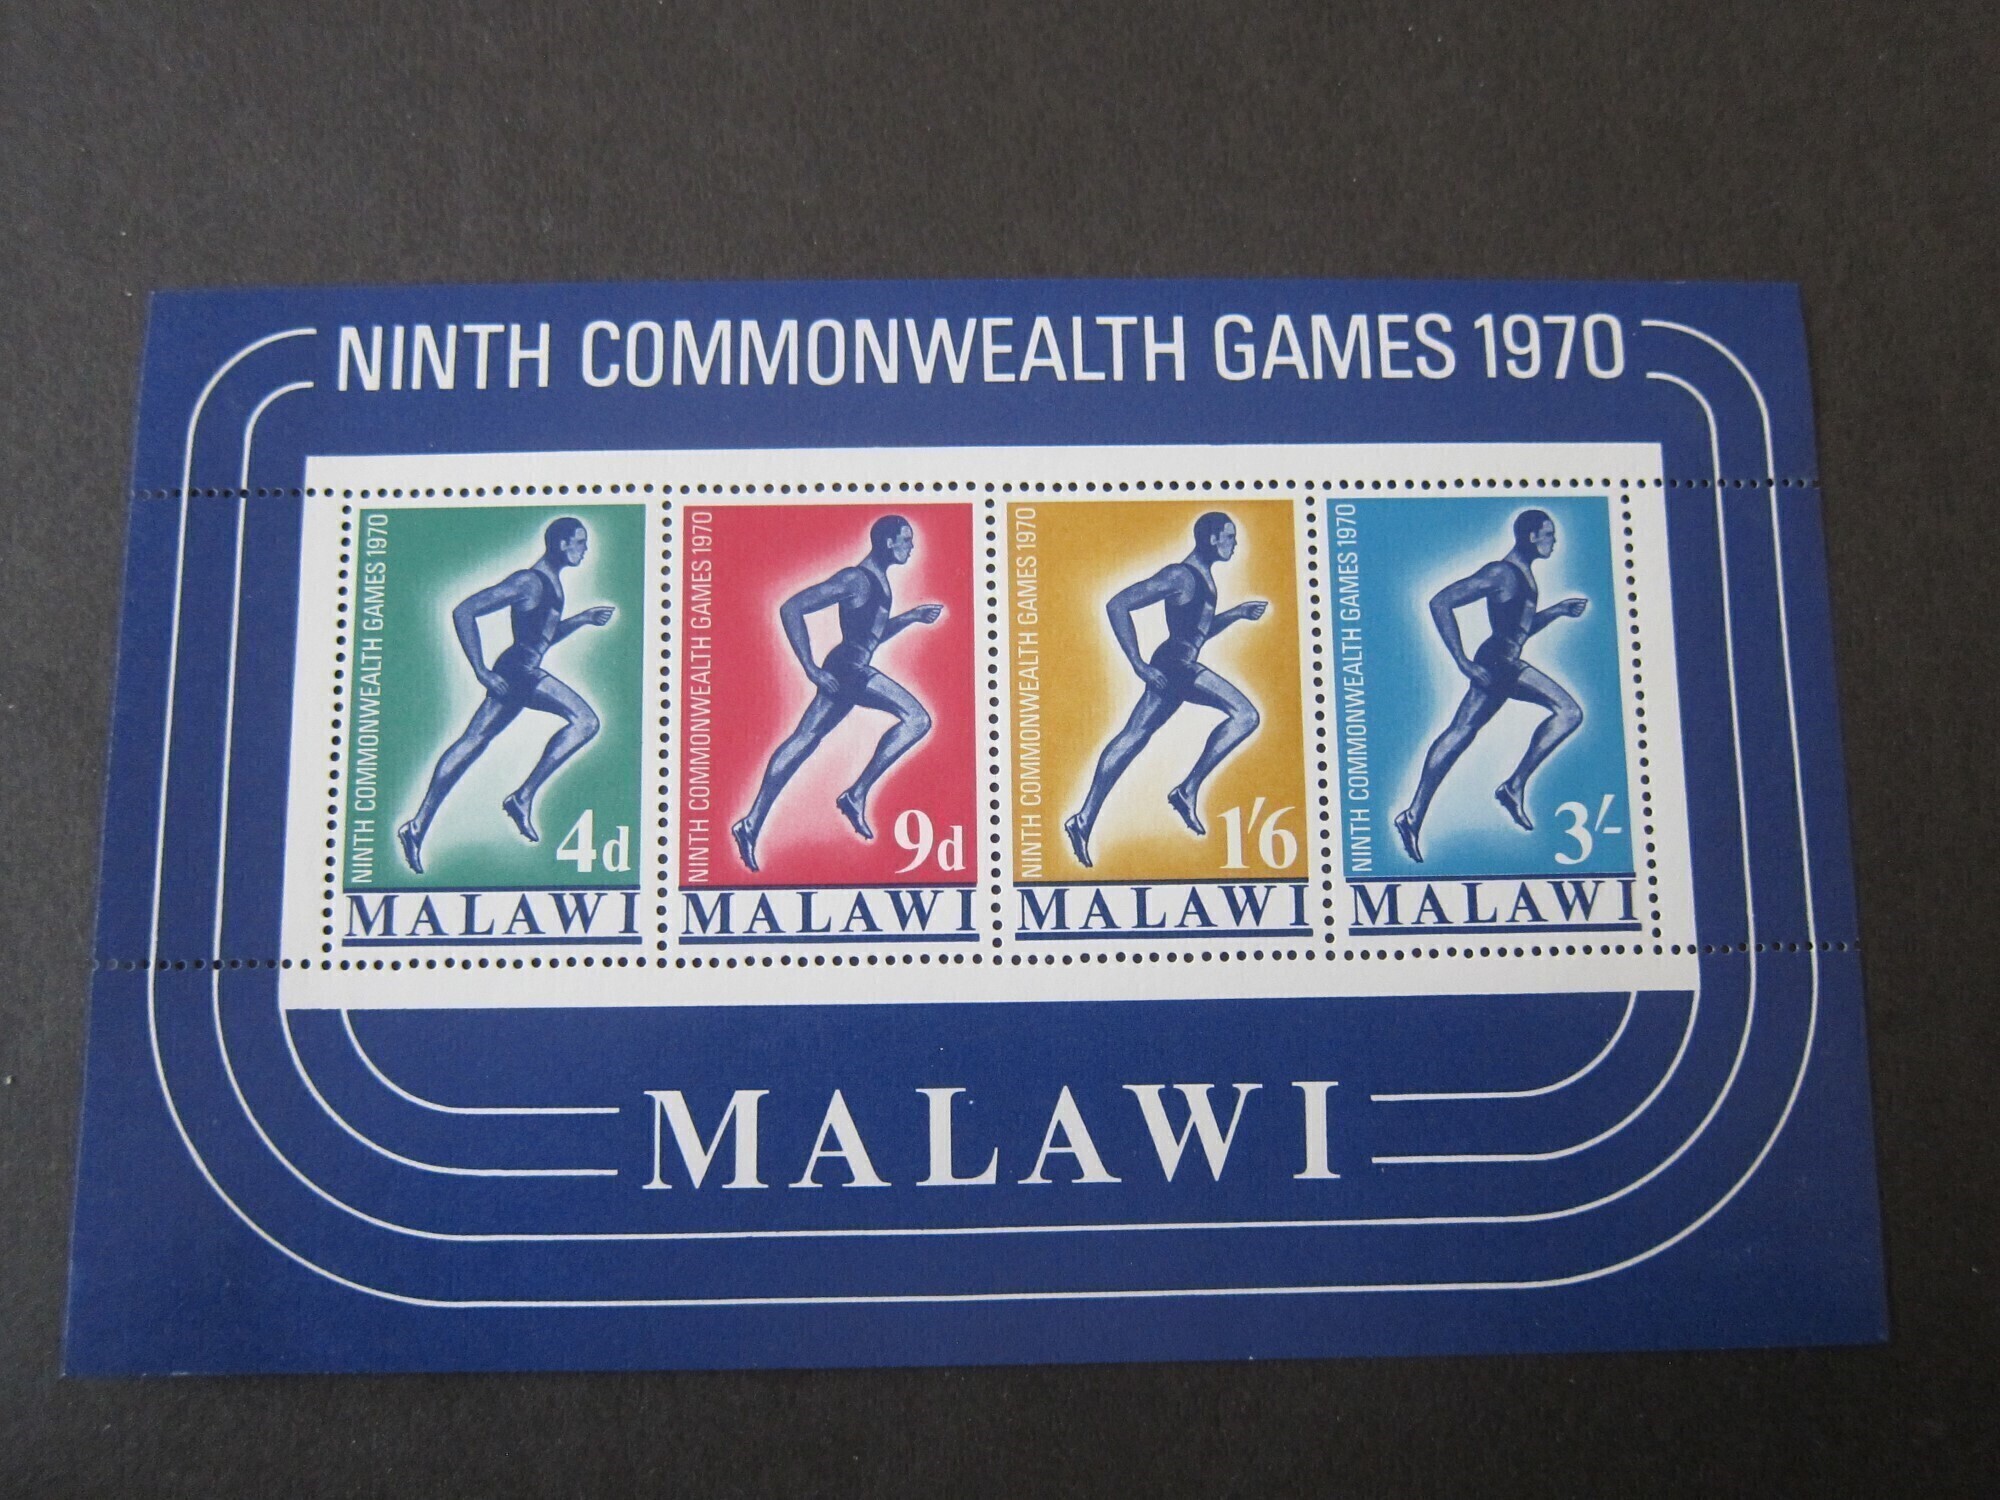 NINTH COMMONWEALTH GAMES 1970
NINTH COMMONWEALTH GAMES 1970
4d
MALAWI
NINTH COMMONWEALTH GAMES 1970
9d
MALAWI
NINTH COMMONWEALTH GAMES 1970
1'/6
MALAWI
NINTH COMMONWEALTH GAMES 1970
3'/-
MALAWI
MALAWI